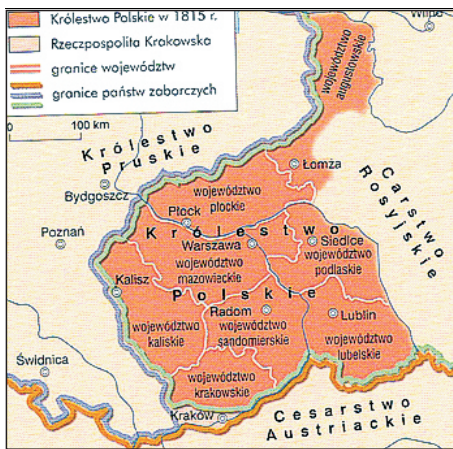 Królestwo Polskie w 1815 r.
Rzeczpospolita Krakowska
granice województw
granice państw zaborczych
0 100 km
Wilno
województwo
augustowskie
Królestwo
Pruskie
Łomża
Bydgoszcz
województwo
płockie
Carstwo
Rosyjskie
Płock
Poznań
Królestwo
Siedlce
Warszawa
województwo
podlaskie
województwo
mazowieckie
Kalisz
Polskie
Radom
Lublin
województwo
kaliskie
województwo
sandomierskie
województwo
lubelskie
Świdnica
województwo
krakowskie
Kraków
Cesarstwo
Austriackie